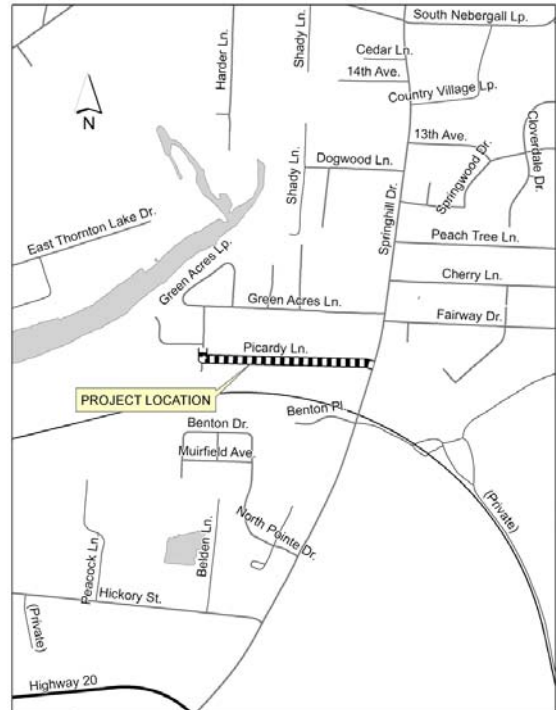 South Nebergall Lp.
Harder Ln.
Shady Ln.
Cedar Ln.
14th Ave.
Country Village Lp.
N
13th Ave.
Cloverdale Dr.
Springwood Dr.
Dogwood Ln.
Shady Ln.
Springhill Dr.
East Thornton Lake Dr.
Peach Tree Ln.
Green Acres Lp.
Cherry Ln.
Green Acres Ln.
Fairway Dr.
Picardy Ln.
PROJECT LOCATION
Benton Pl.
Benton Dr.
Muirfield Ave.
(Private)
North Pointe Dr.
Peacock Ln.
Belden Ln.
Hickory St.
(Private)
Highway 20